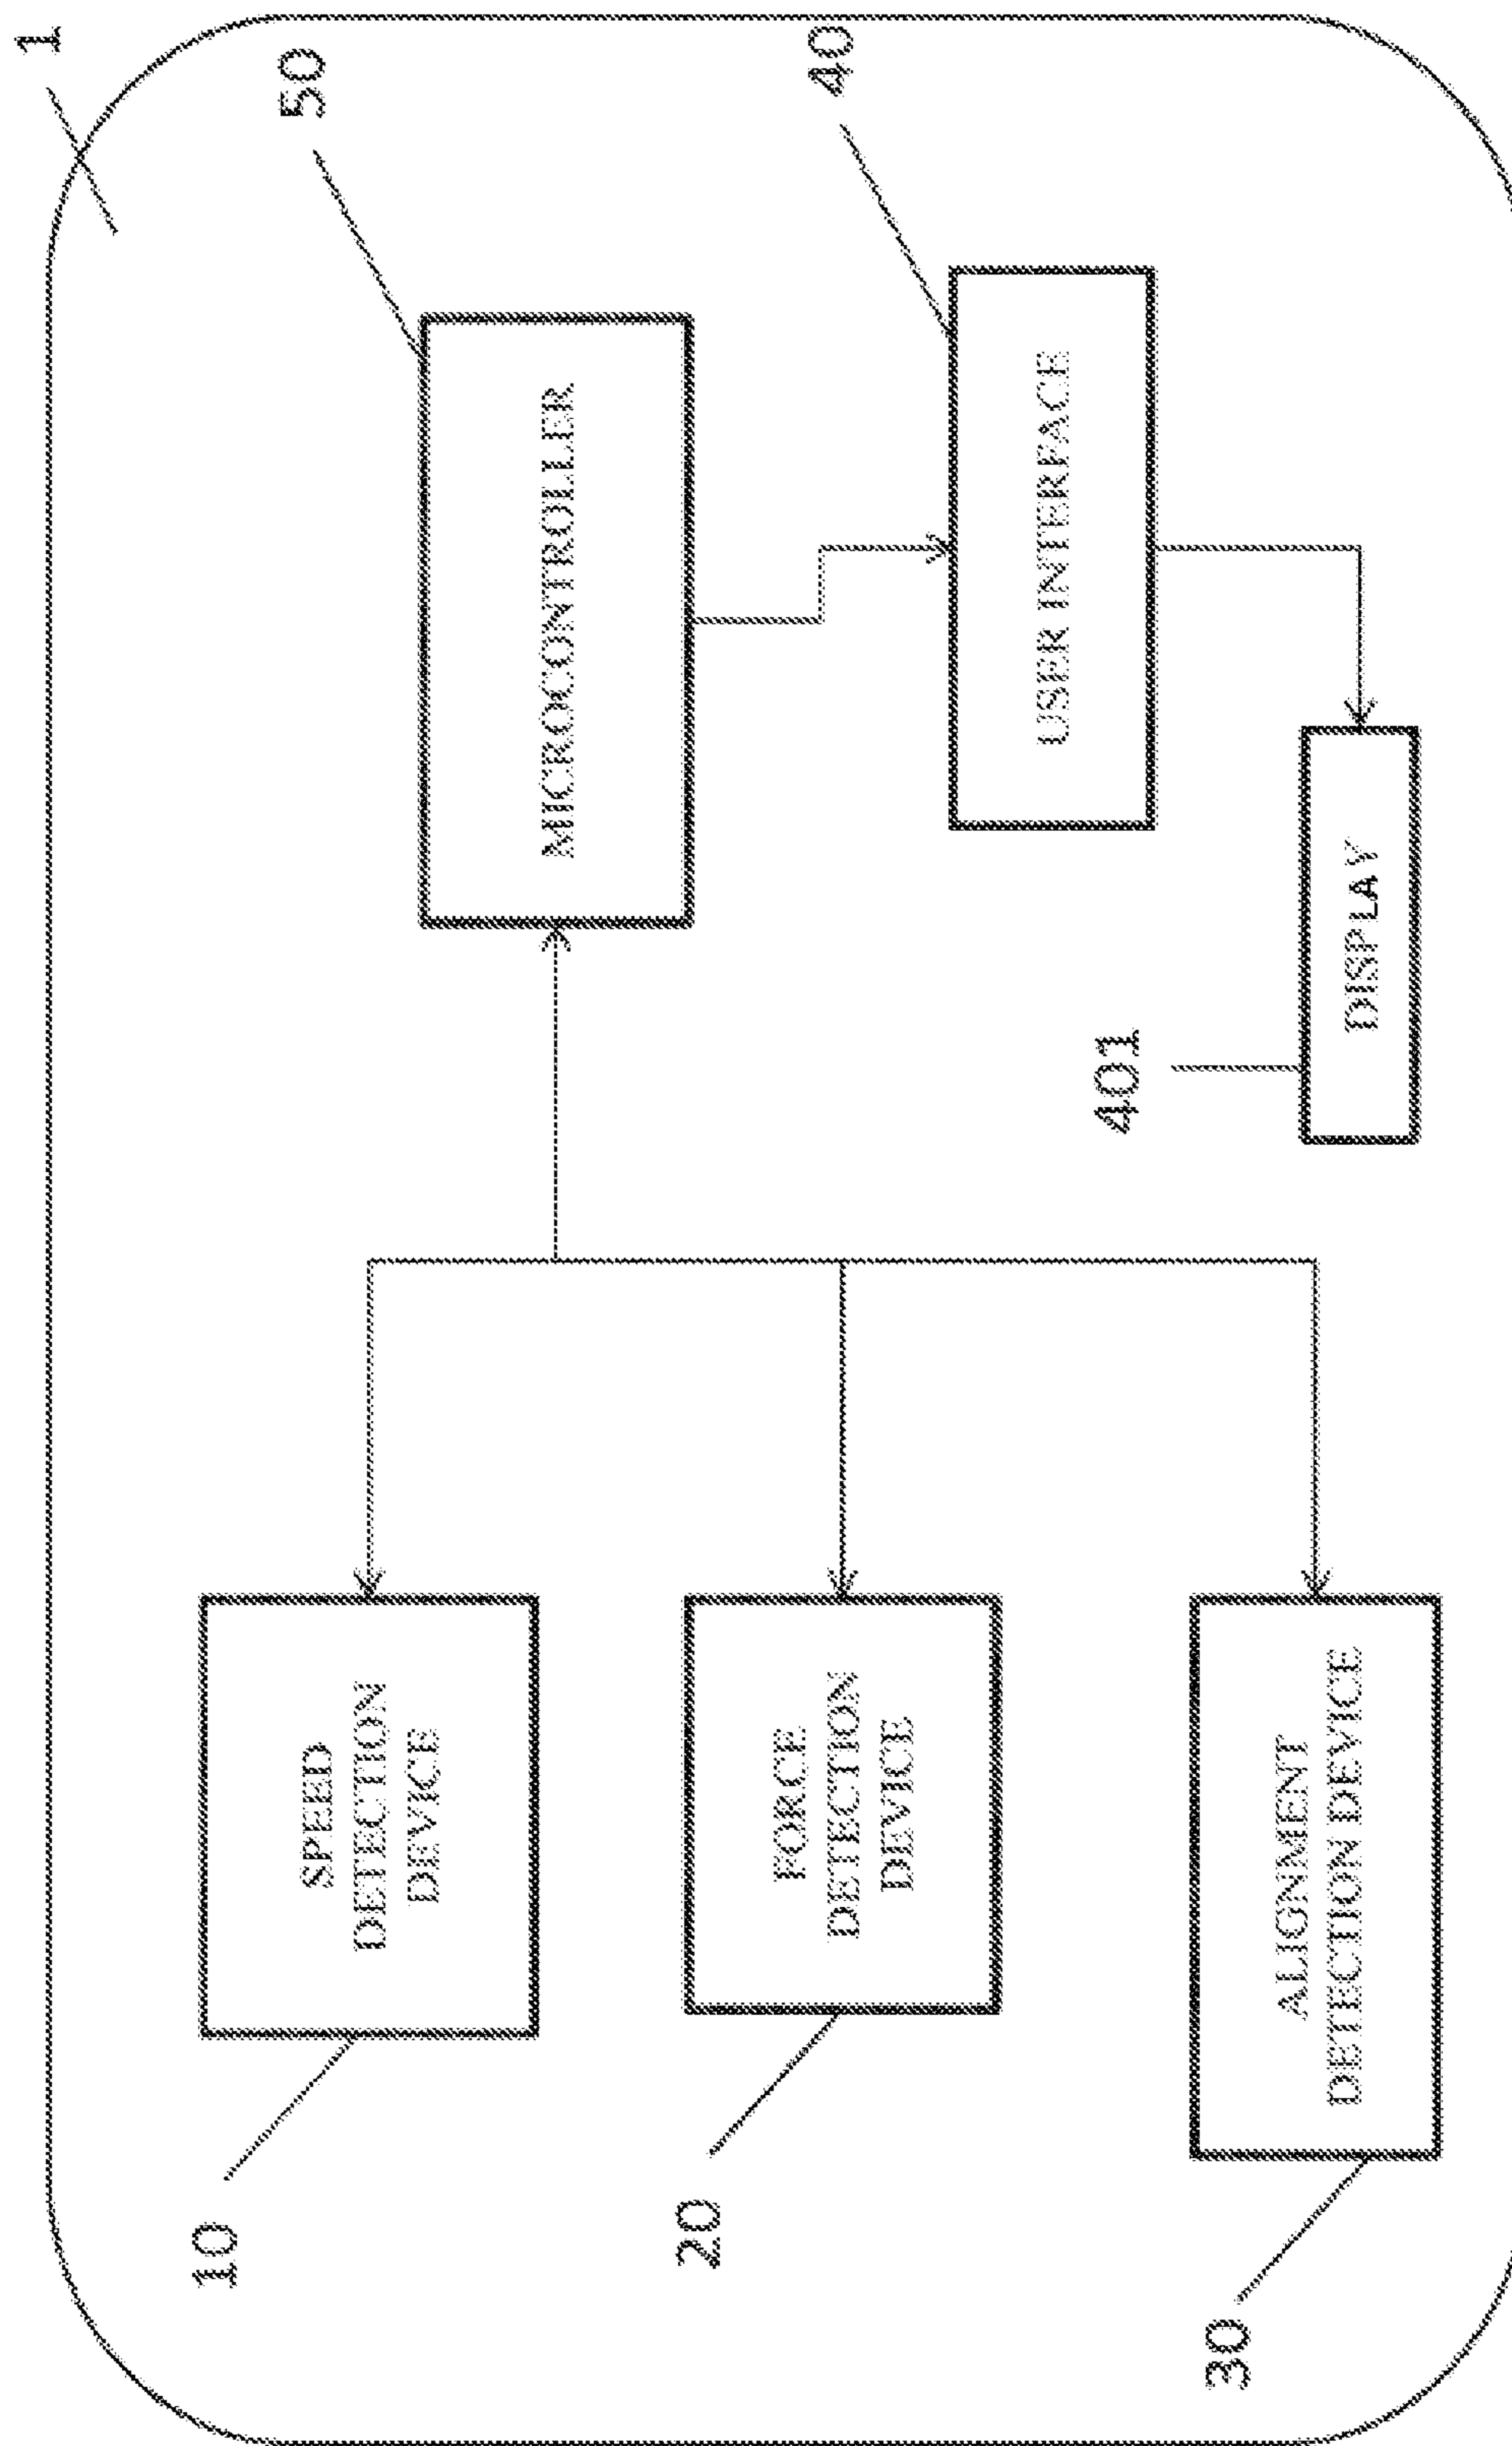 1
50
MICROCONTROLLER
40
USER INTERFACE
401
DISPLAY
10
SPEED
DETECTION
DEVICE
20
FORCE
DETECTION
DEVICE
30
ALIGNMENT
DETECTION DEVICE